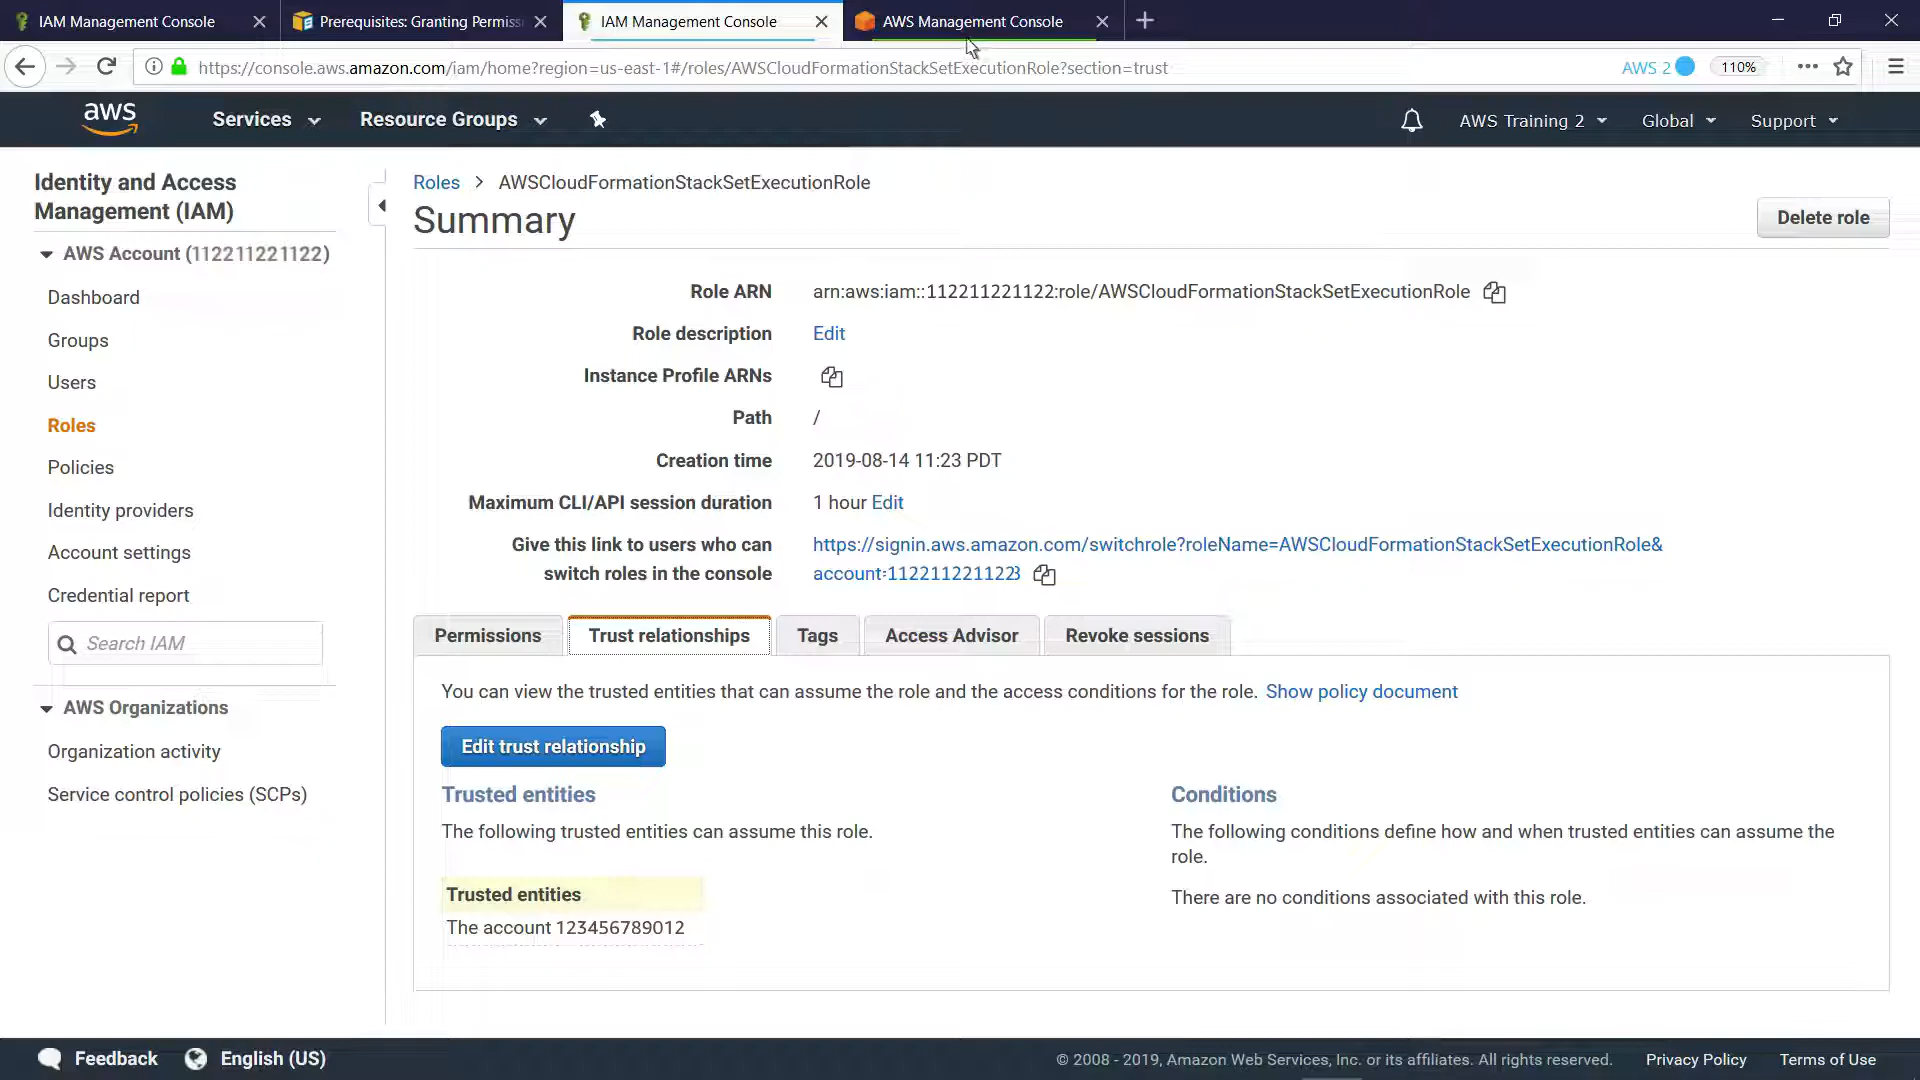 IAM Management Console
Prerequisites: Granting Permiss
IAM Management Console
AWS Management Console
https://console.aws.amazon.com/iam/home?region=us-east-1#/roles/AWSCloudFormationStackSetExecutionRole?section=trust
AWS 2
110%
aws
Services
Resource Groups
AWS Training 2
Global
Support
Identity and Access
Management (IAM)
AWS Account (112211221122)
Dashboard
Groups
Users
Roles
Policies
Identity providers
Account settings
Credential report
Search IAM
AWS Organizations
Organization activity
Service control policies (SCPs)
Roles > AWSCloudFormationStackSetExecutionRole
Summary
Delete role
Role ARN arn:aws:iam::112211221122:role/AWSCloudFormationStackSetExecutionRole
Role description Edit
Instance Profile ARNs
Path /
Creation time 2019-08-14 11:23 PDT
Maximum CLI/API session duration 1 hour Edit
Give this link to users who can https://signin.aws.amazon.com/switchrole?roleName=AWSCloudFormationStackSetExecutionRole&
switch roles in the console account=112211221122
Permissions
Trust relationships
Tags
Access Advisor
Revoke sessions
You can view the trusted entities that can assume the role and the access conditions for the role. Show policy document
Edit trust relationship
Trusted entities
The following trusted entities can assume this role.
Trusted entities
The account 123456789012
Conditions
The following conditions define how and when trusted entities can assume the
role.
There are no conditions associated with this role.
Feedback
English (US)
© 2008 - 2019, Amazon Web Services, Inc. or its affiliates. All rights reserved.
Privacy Policy
Terms of Use